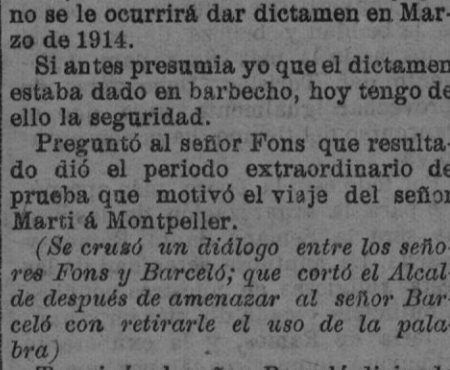 no se le ocurrirá dar dictamen en Mar-
zo de 1914.
Si antes presumia yo que el dictamen
estaba dado en barbecho, hoy tengo de
ello la seguridad.
Preguntó al señor Fons que resulta-
do dió el periodo extraordinario de
prueba que motivó el viaje del señor
Marti á Montpeller.
(Se cruzó un diálogo entre los seño-
res Fons y Barceló; que cortó el Alcal-
de después de amenazar al señor Bar-
celó con retirarle el uso de la pala-
bra)